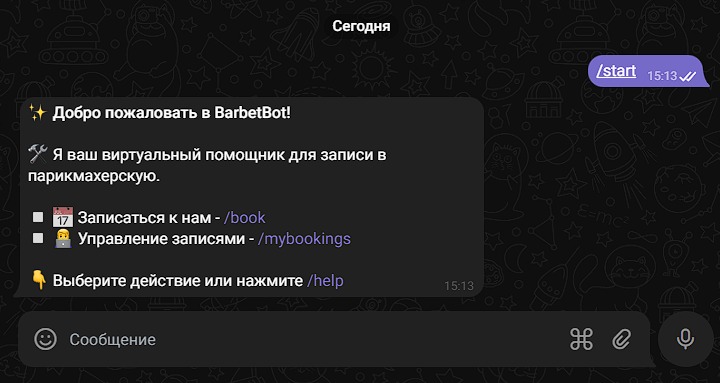 Сегодня
/start 15:13
✨ Добро пожаловать в BarbetBot!
🛠 Я ваш виртуальный помощник для записи в
парикмахерскую.
▫️ 📅 Записаться к нам - /book
▫️ 👨‍💼 Управление записями - /mybookings
👇 Выберите действие или нажмите /help 15:13
Сообщение